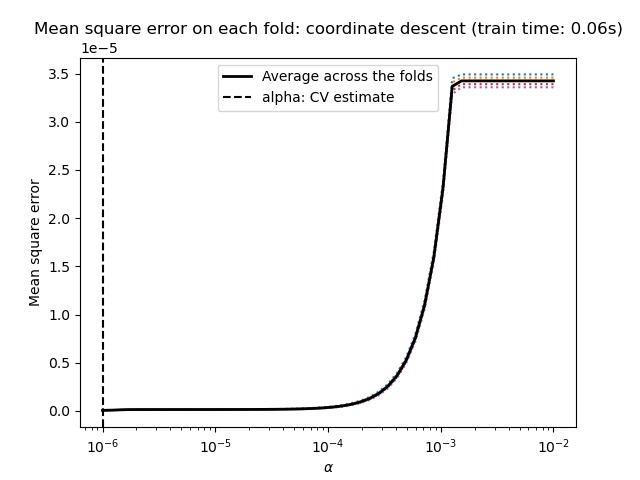 Mean square error on each fold: coordinate descent (train time: 0.06s)
1e−5
Average across the folds
alpha: CV estimate
3.5
3.0
2.5
2.0
1.5
1.0
0.5
0.0
Mean square error
10⁻⁶ 10⁻⁵ 10⁻⁴ 10⁻³ 10⁻²
α